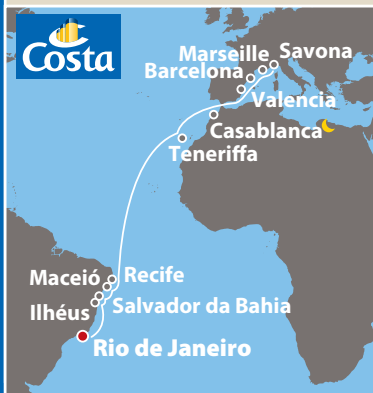 Costa
Marseille
Savona
Barcelona
Valencia
Casablanca
Teneriffa
Maceió
Recife
Ilhéus
Salvador da Bahia
Rio de Janeiro